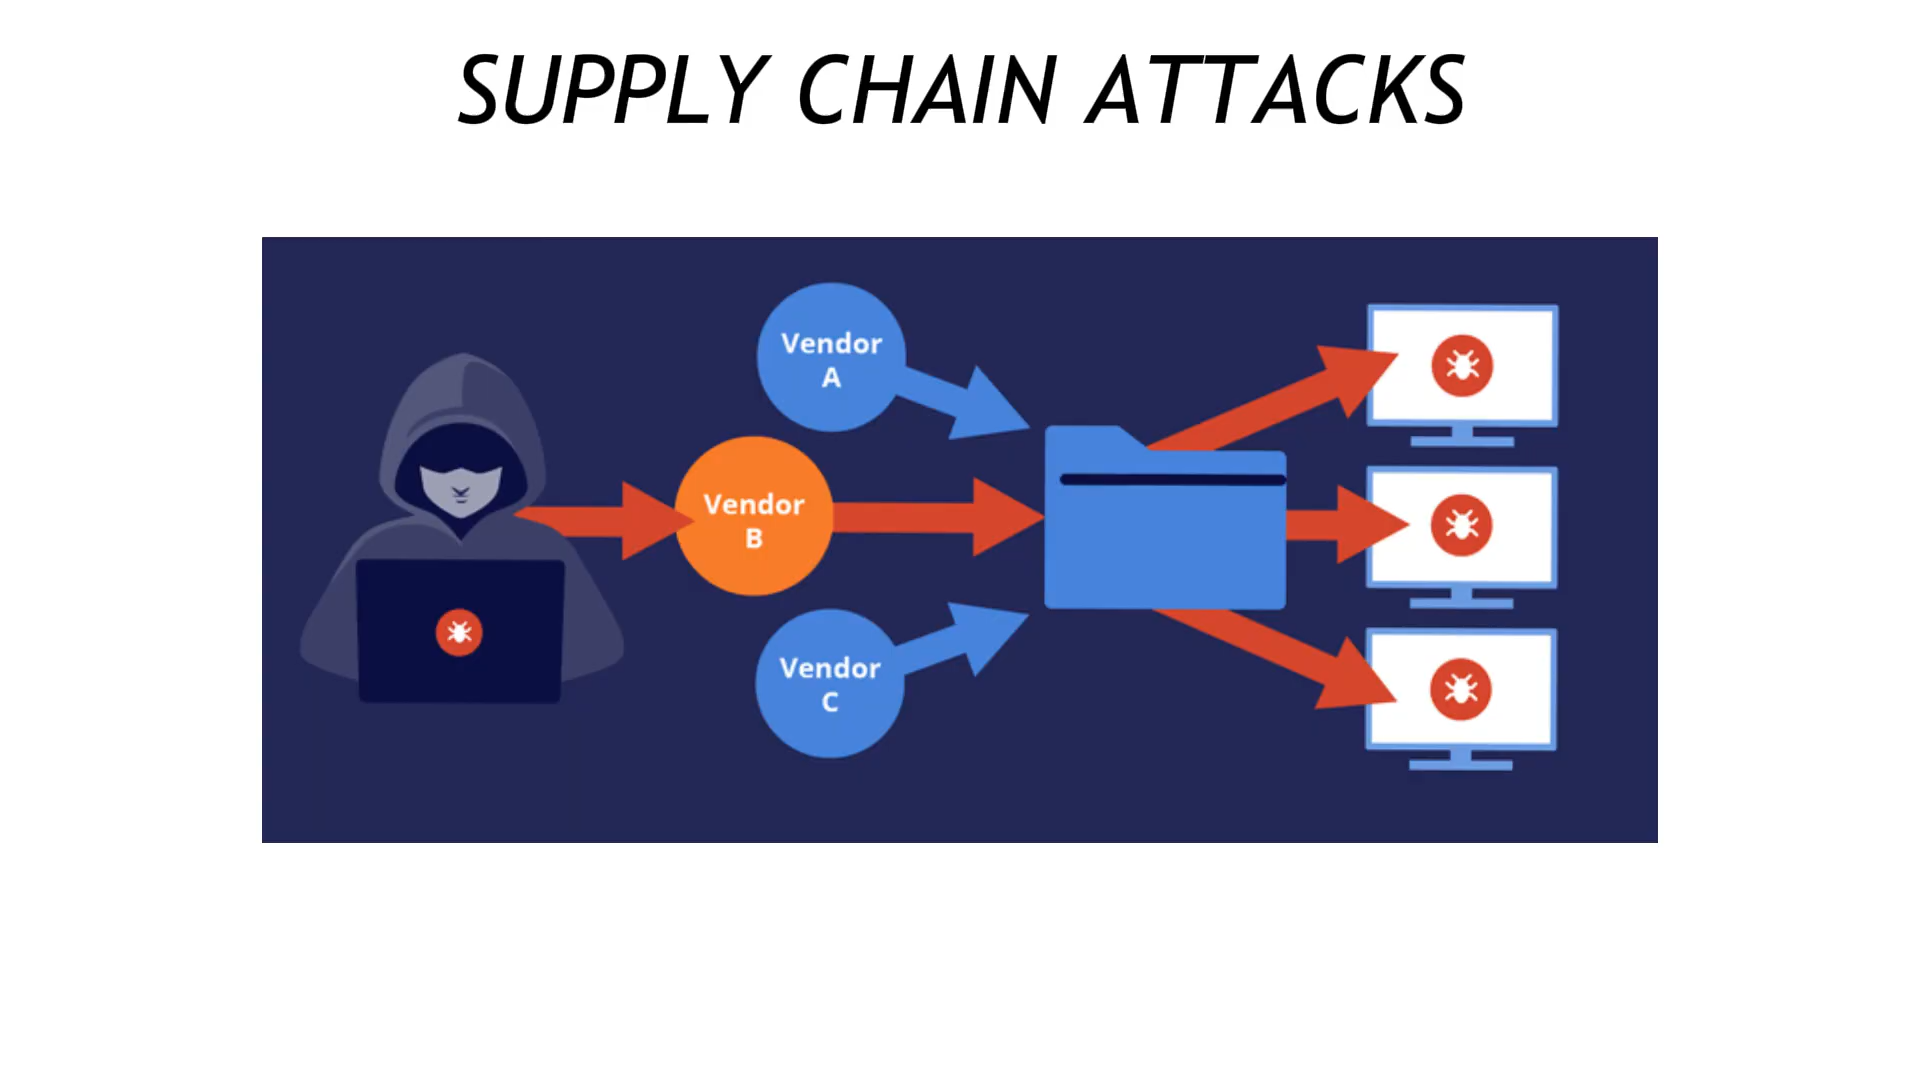 SUPPLY CHAIN ATTACKS
Vendor
A
Vendor
B
Vendor
C